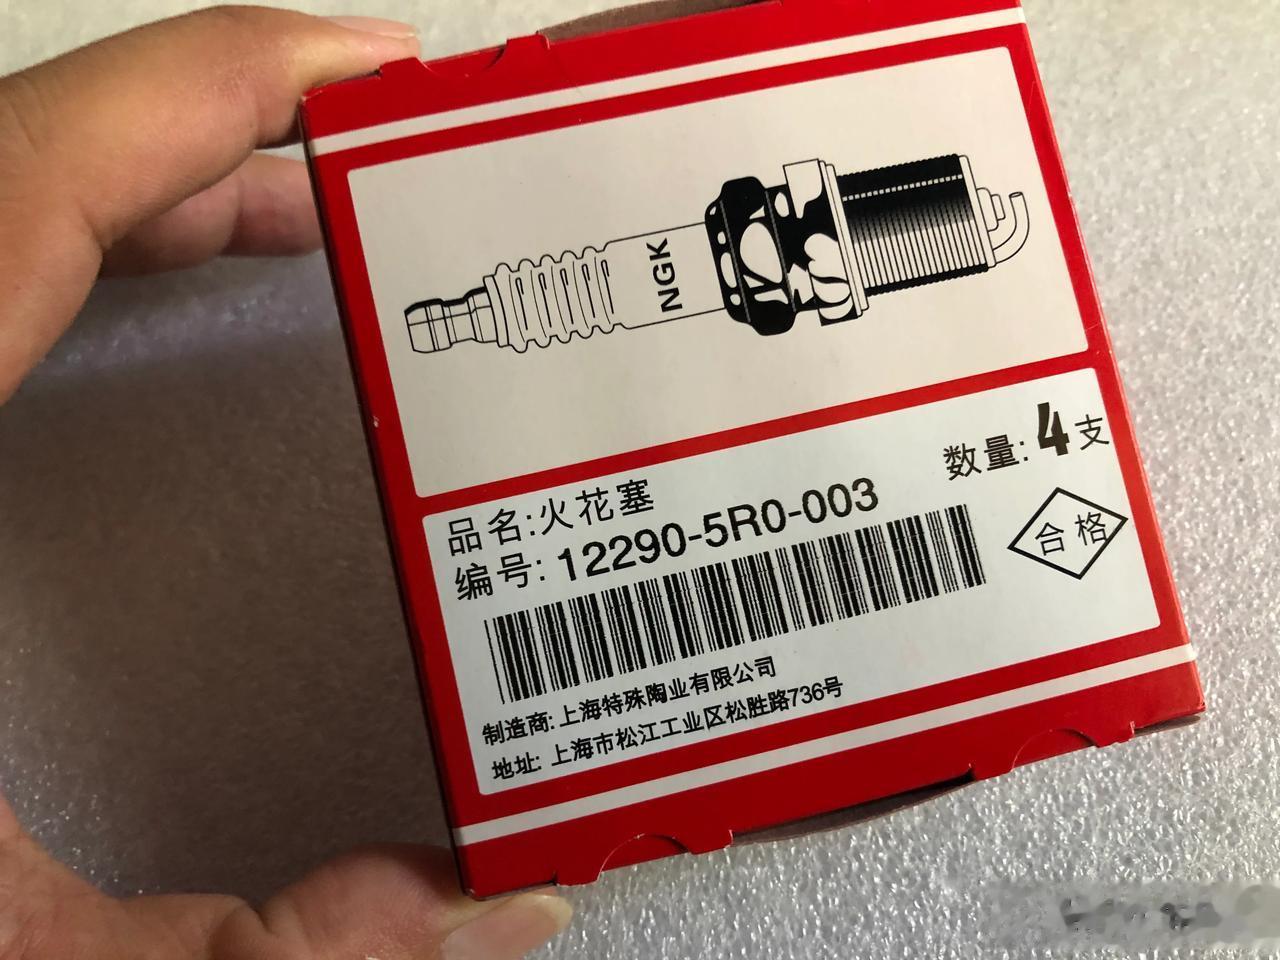 NGK
数量: 4支
品名:火花塞
编号: 12290-5R0-003
合格
制造商: 上海特殊陶业有限公司
地址: 上海市松江工业区松胜路736号